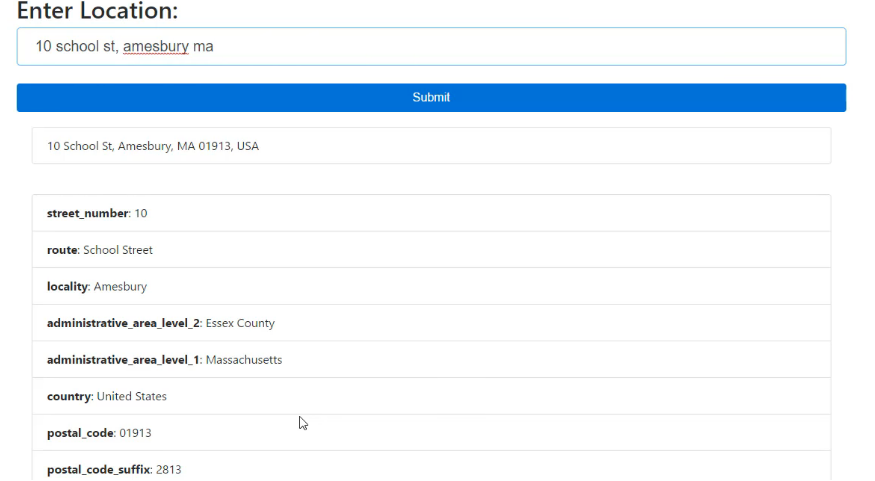 Enter Location:
10 school st, amesbury ma
Submit
10 School St, Amesbury, MA 01913, USA
street_number: 10
route: School Street
locality: Amesbury
administrative_area_level_2: Essex County
administrative_area_level_1: Massachusetts
country: United States
postal_code: 01913
postal_code_suffix: 2813